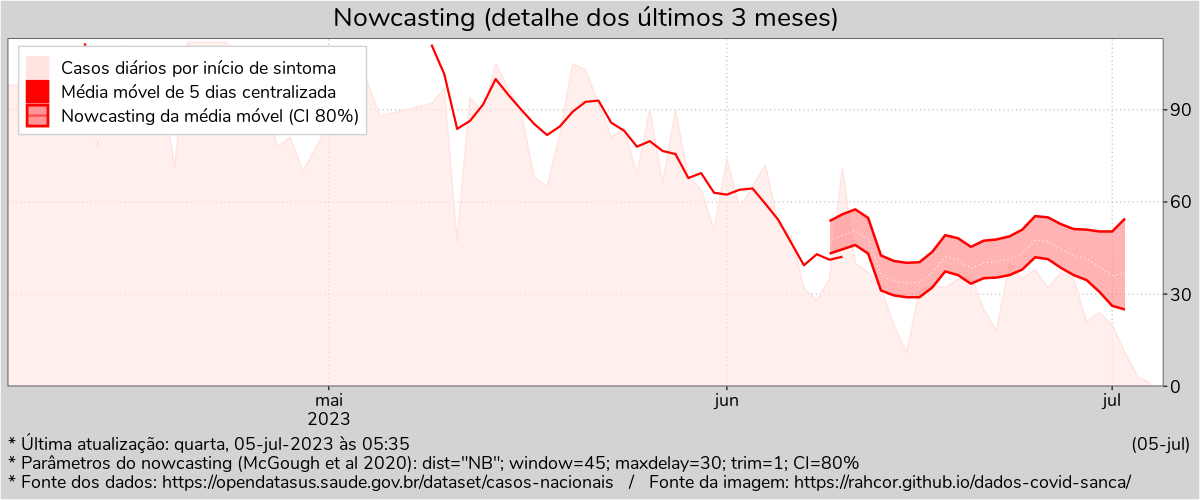 Nowcasting (detalhe dos últimos 3 meses)
Casos diários por início de sintoma
Média móvel de 5 dias centralizada
Nowcasting da média móvel (CI 80%)
90
60
30
0
mai
2023
jun
jul
* Última atualização: quarta, 05-jul-2023 às 05:35
(05-jul)
* Parâmetros do nowcasting (McGough et al 2020): dist="NB"; window=45; maxdelay=30; trim=1; CI=80%
* Fonte dos dados: https://opendatasus.saude.gov.br/dataset/casos-nacionais / Fonte da imagem: https://rahcor.github.io/dados-covid-sanca/